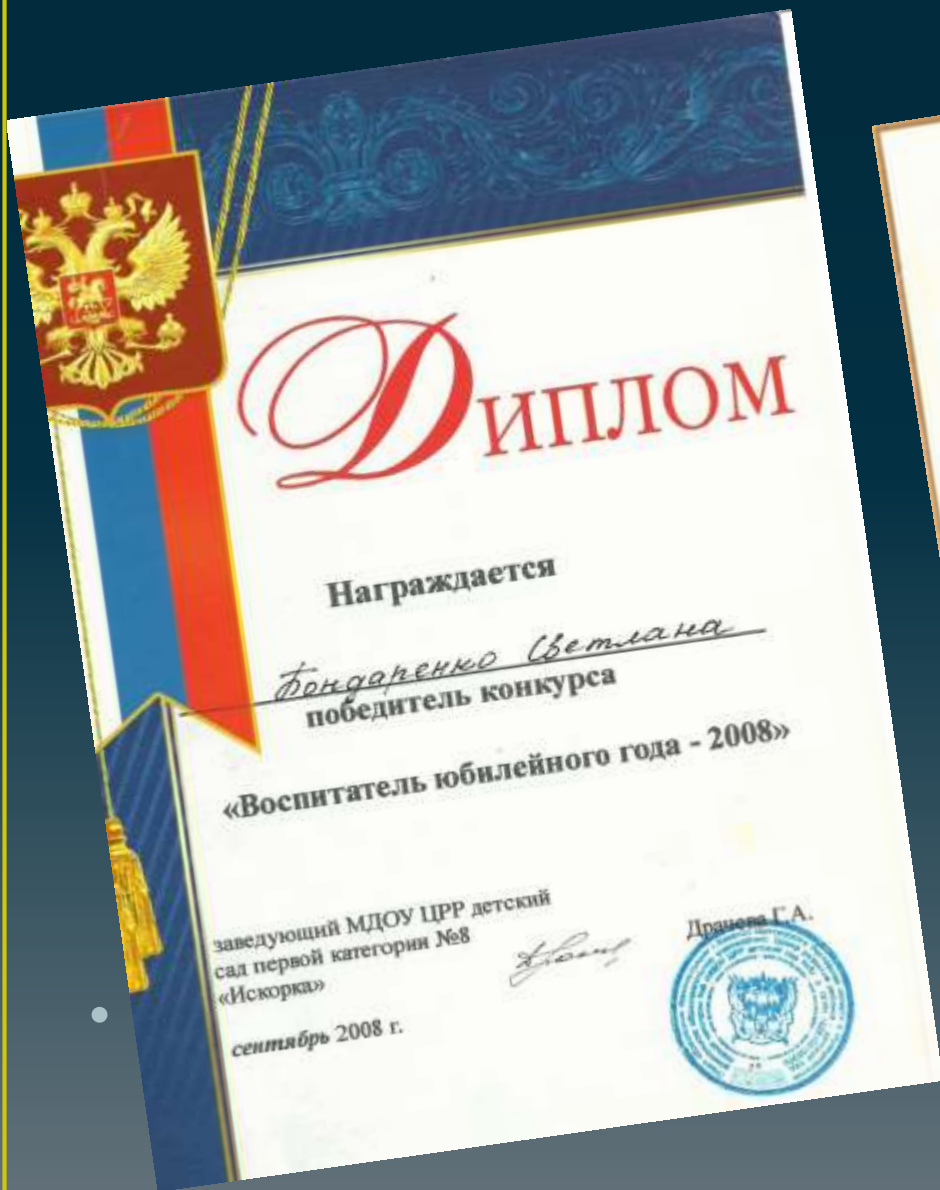 Диплом
Награждается
Бондаренко Светлана
победитель конкурса
«Воспитатель юбилейного года - 2008»
заведующий МДОУ ЦРР детский
сад первой категории №8
«Искорка»
Драчева Г.А.
сентябрь 2008 г.